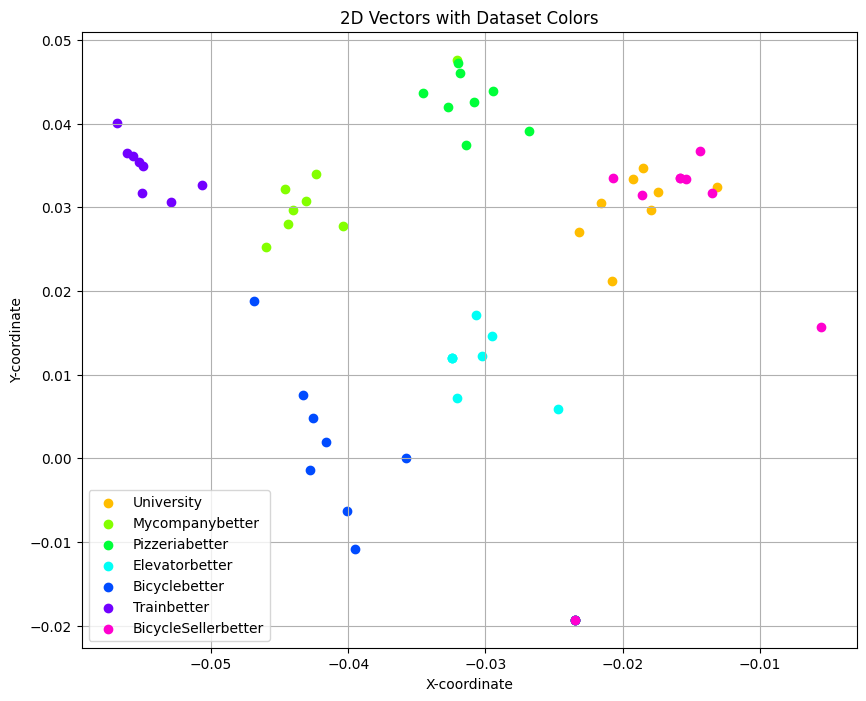 2D Vectors with Dataset Colors
0.05
0.04
0.03
0.02
0.01
0.00
−0.01
−0.02
Y-coordinate
University
Mycompanybetter
Pizzeriabetter
Elevatorbetter
Bicyclebetter
Trainbetter
BicycleSellerbetter
−0.05 −0.04 −0.03 −0.02 −0.01
X-coordinate